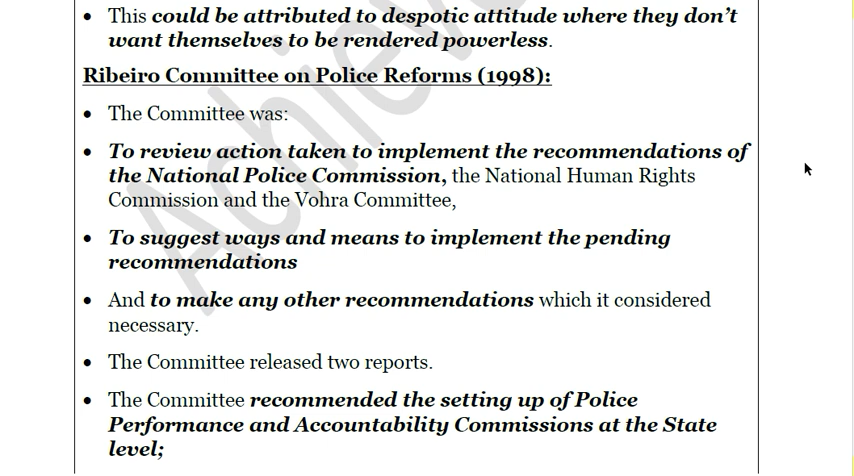 • This could be attributed to despotic attitude where they don't
want themselves to be rendered powerless.
Ribeiro Committee on Police Reforms (1998):
• The Committee was:
• To review action taken to implement the recommendations of
the National Police Commission, the National Human Rights
Commission and the Vohra Committee,
• To suggest ways and means to implement the pending
recommendations
• And to make any other recommendations which it considered
necessary.
• The Committee released two reports.
• The Committee recommended the setting up of Police
Performance and Accountability Commissions at the State
level;